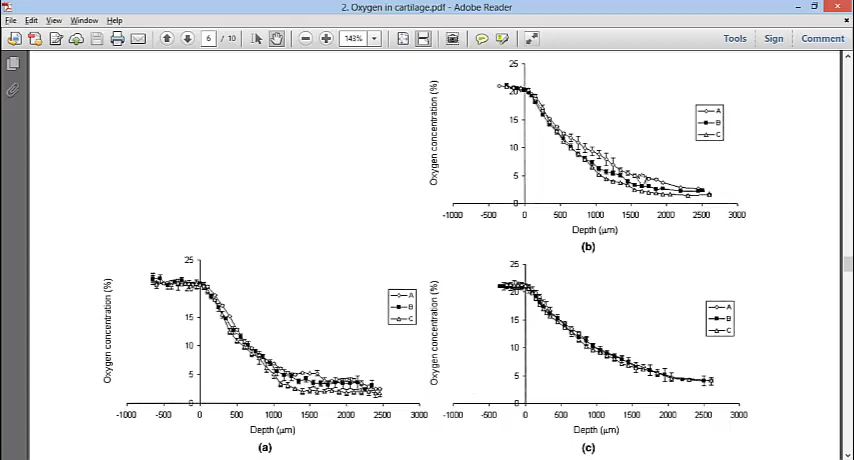 2. Oxygen in cartilage.pdf - Adobe Reader
File Edit View Window Help
6 / 10
143%
Tools Sign Comment
25
20
15
10
5
0
Oxygen concentration (%)
A
B
C
-1000 -500 0 500 1000 1500 2000 2500 3000
Depth (μm)
(b)
25
20
15
10
5
0
Oxygen concentration (%)
A
B
C
-1000 -500 0 500 1000 1500 2000 2500 3000
Depth (μm)
(a)
25
20
15
10
5
0
Oxygen concentration (%)
A
B
C
-1000 -500 0 500 1000 1500 2000 2500 3000
Depth (μm)
(c)